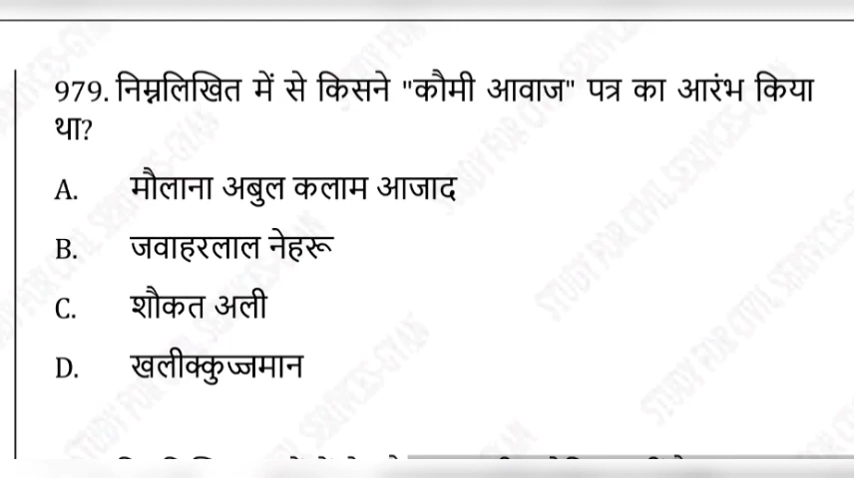 979. निम्नलिखित में से किसने "कौमी आवाज" पत्र का आरंभ किया
था?
A. मौलाना अबुल कलाम आजाद
B. जवाहरलाल नेहरू
C. शौकत अली
D. खलीक्कुज्जमान